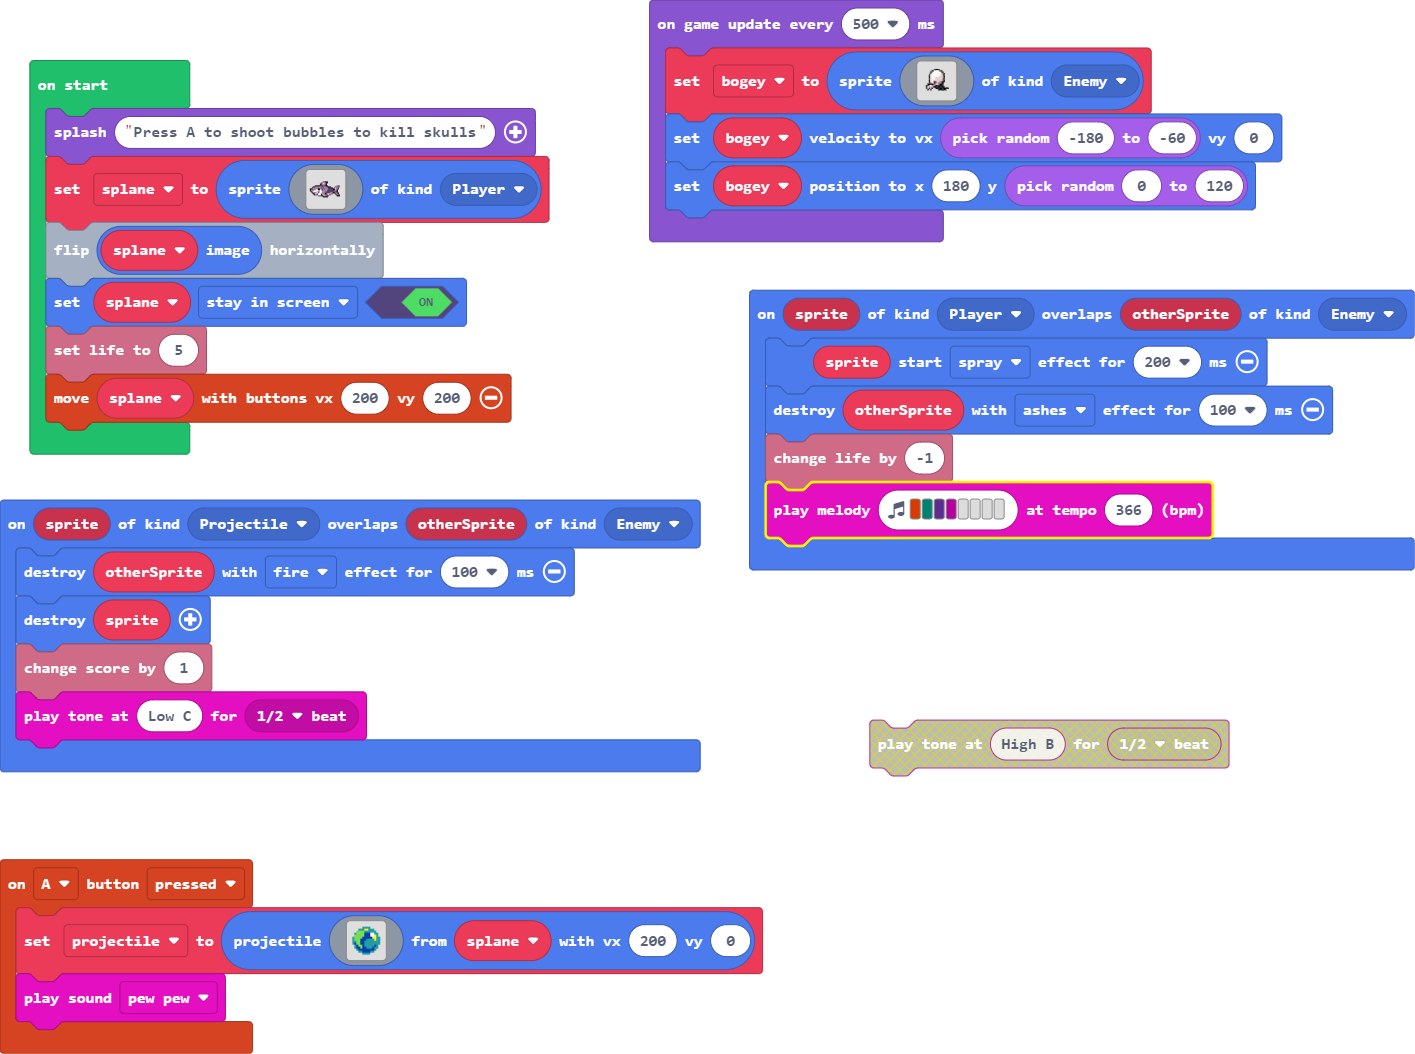 on start
splash "Press A to shoot bubbles to kill skulls"
set splane to sprite of kind Player
flip splane image horizontally
set splane stay in screen ON
set life to 5
move splane with buttons vx 200 vy 200
on game update every 500 ms
set bogey to sprite of kind Enemy
set bogey velocity to vx pick random -180 to -60 vy 0
set bogey position to x 180 y pick random 0 to 120
on sprite of kind Player overlaps otherSprite of kind Enemy
sprite start spray effect for 200 ms
destroy otherSprite with ashes effect for 100 ms
change life by -1
play melody at tempo 366 (bpm)
on sprite of kind Projectile overlaps otherSprite of kind Enemy
destroy otherSprite with fire effect for 100 ms
destroy sprite
change score by 1
play tone at Low C for 1/2 beat
play tone at High B for 1/2 beat
on A button pressed
set projectile to projectile from splane with vx 200 vy 0
play sound pew pew